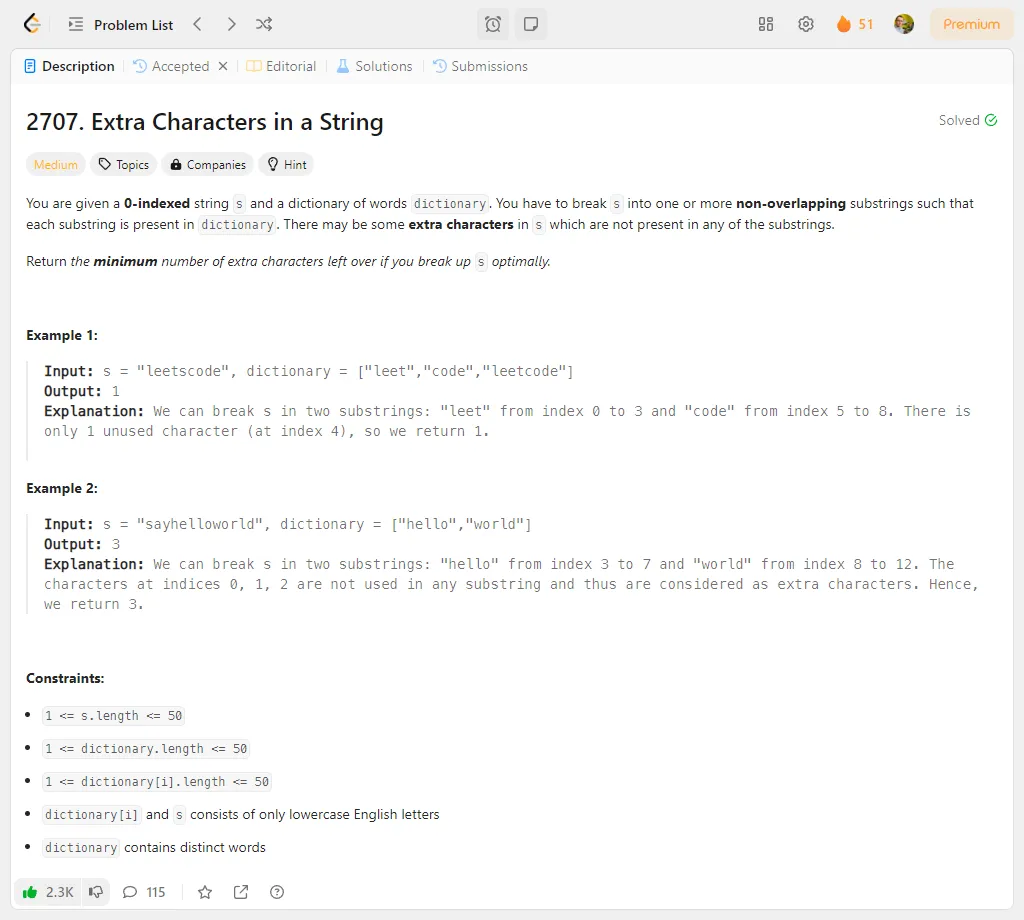 Problem List
51
Premium
Description
Accepted
Editorial
Solutions
Submissions
2707. Extra Characters in a String
Solved
Medium
Topics
Companies
Hint
You are given a 0-indexed string s and a dictionary of words dictionary. You have to break s into one or more non-overlapping substrings such that
each substring is present in dictionary. There may be some extra characters in s which are not present in any of the substrings.
Return the minimum number of extra characters left over if you break up s optimally.
Example 1:
Input: s = "leetscode", dictionary = ["leet","code","leetcode"]
Output: 1
Explanation: We can break s in two substrings: "leet" from index 0 to 3 and "code" from index 5 to 8. There is
only 1 unused character (at index 4), so we return 1.
Example 2:
Input: s = "sayhelloworld", dictionary = ["hello","world"]
Output: 3
Explanation: We can break s in two substrings: "hello" from index 3 to 7 and "world" from index 8 to 12. The
characters at indices 0, 1, 2 are not used in any substring and thus are considered as extra characters. Hence,
we return 3.
Constraints:
1 <= s.length <= 50
1 <= dictionary.length <= 50
1 <= dictionary[i].length <= 50
dictionary[i] and s consists of only lowercase English letters
dictionary contains distinct words
2.3K
115